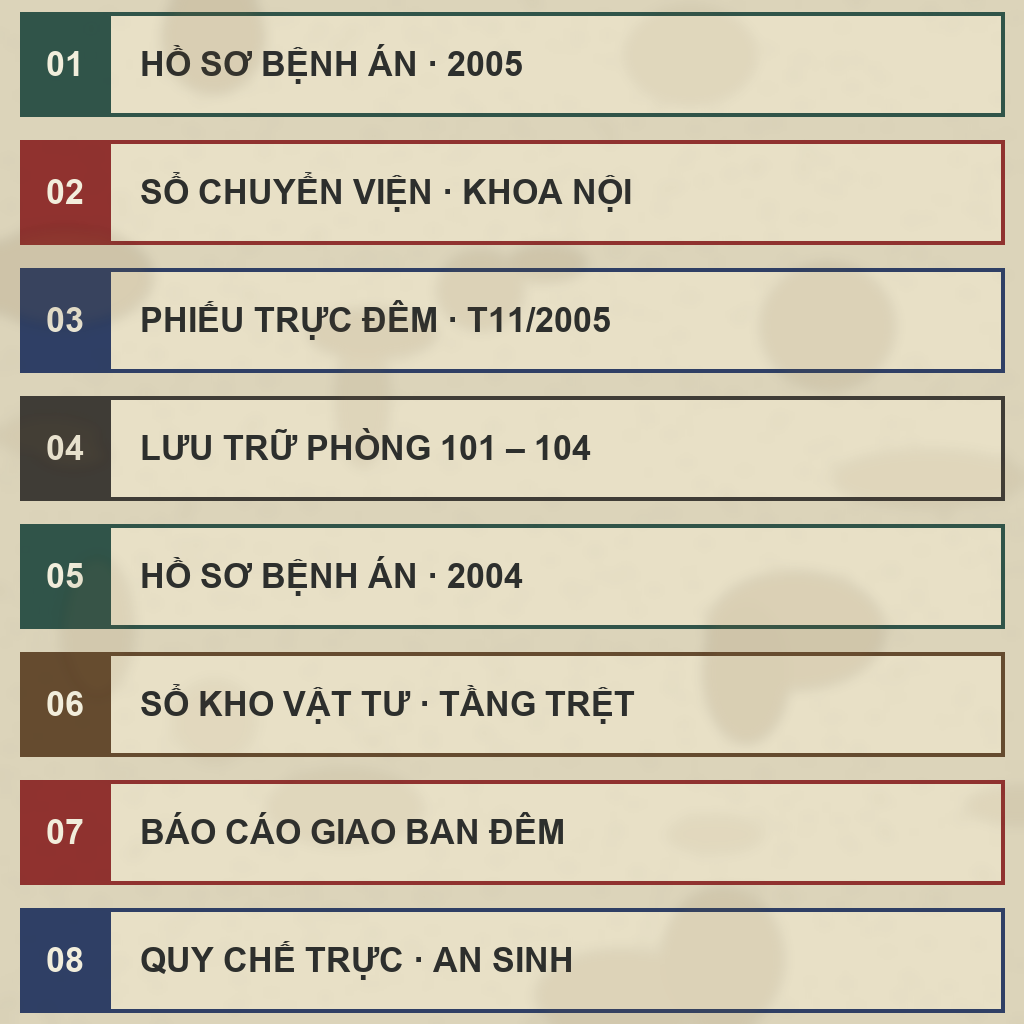 01 HỒ SƠ BỆNH ÁN · 2005
02 SỔ CHUYỂN VIỆN · KHOA NỘI
03 PHIẾU TRỰC ĐÊM · T11/2005
04 LƯU TRỮ PHÒNG 101 – 104
05 HỒ SƠ BỆNH ÁN · 2004
06 SỔ KHO VẬT TƯ · TẦNG TRỆT
07 BÁO CÁO GIAO BAN ĐÊM
08 QUY CHẾ TRỰC · AN SINH